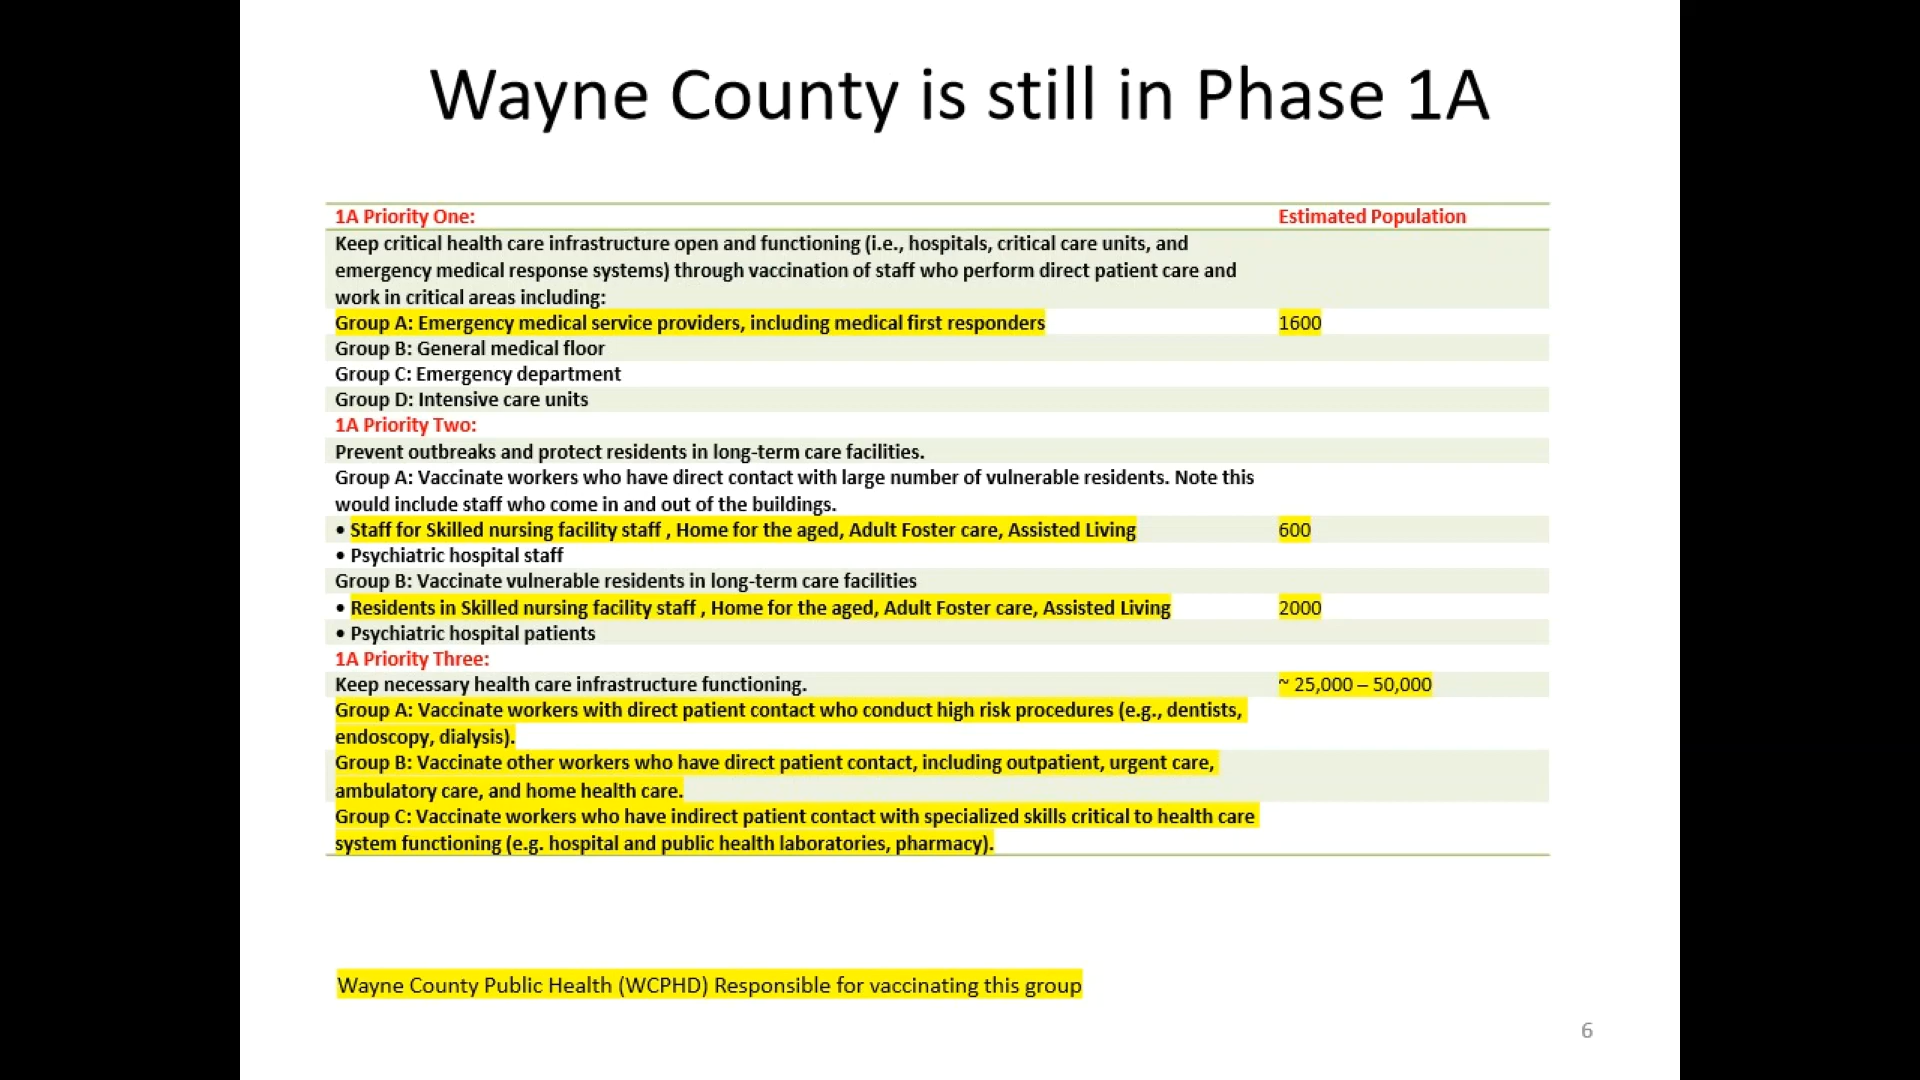 Wayne County is still in Phase 1A
1A Priority One: Estimated Population
Keep critical health care infrastructure open and functioning (i.e., hospitals, critical care units, and
emergency medical response systems) through vaccination of staff who perform direct patient care and
work in critical areas including:
Group A: Emergency medical service providers, including medical first responders 1600
Group B: General medical floor
Group C: Emergency department
Group D: Intensive care units
1A Priority Two:
Prevent outbreaks and protect residents in long-term care facilities.
Group A: Vaccinate workers who have direct contact with large number of vulnerable residents. Note this
would include staff who come in and out of the buildings.
• Staff for Skilled nursing facility staff , Home for the aged, Adult Foster care, Assisted Living 600
• Psychiatric hospital staff
Group B: Vaccinate vulnerable residents in long-term care facilities
• Residents in Skilled nursing facility staff , Home for the aged, Adult Foster care, Assisted Living 2000
• Psychiatric hospital patients
1A Priority Three:
Keep necessary health care infrastructure functioning. ~ 25,000 – 50,000
Group A: Vaccinate workers with direct patient contact who conduct high risk procedures (e.g., dentists,
endoscopy, dialysis).
Group B: Vaccinate other workers who have direct patient contact, including outpatient, urgent care,
ambulatory care, and home health care.
Group C: Vaccinate workers who have indirect patient contact with specialized skills critical to health care
system functioning (e.g. hospital and public health laboratories, pharmacy).
Wayne County Public Health (WCPHD) Responsible for vaccinating this group
6